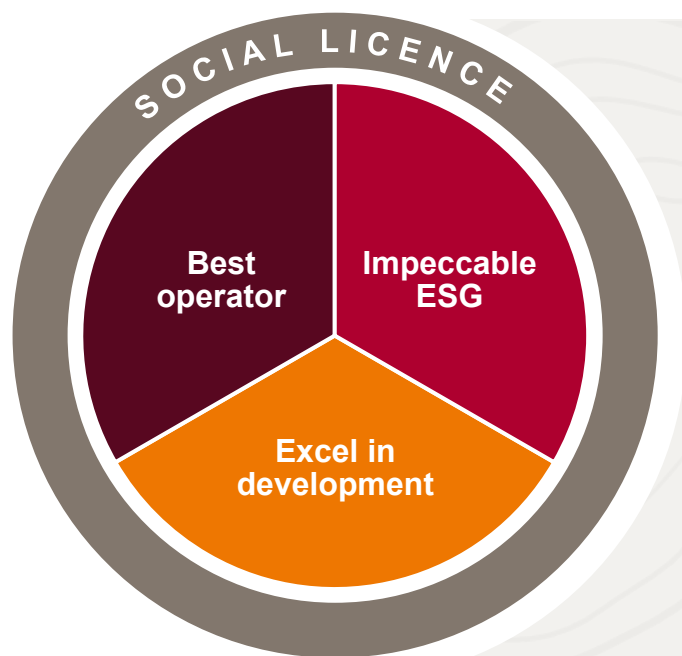 SOCIAL LICENCE
Best
operator
Impeccable
ESG
Excel in
development